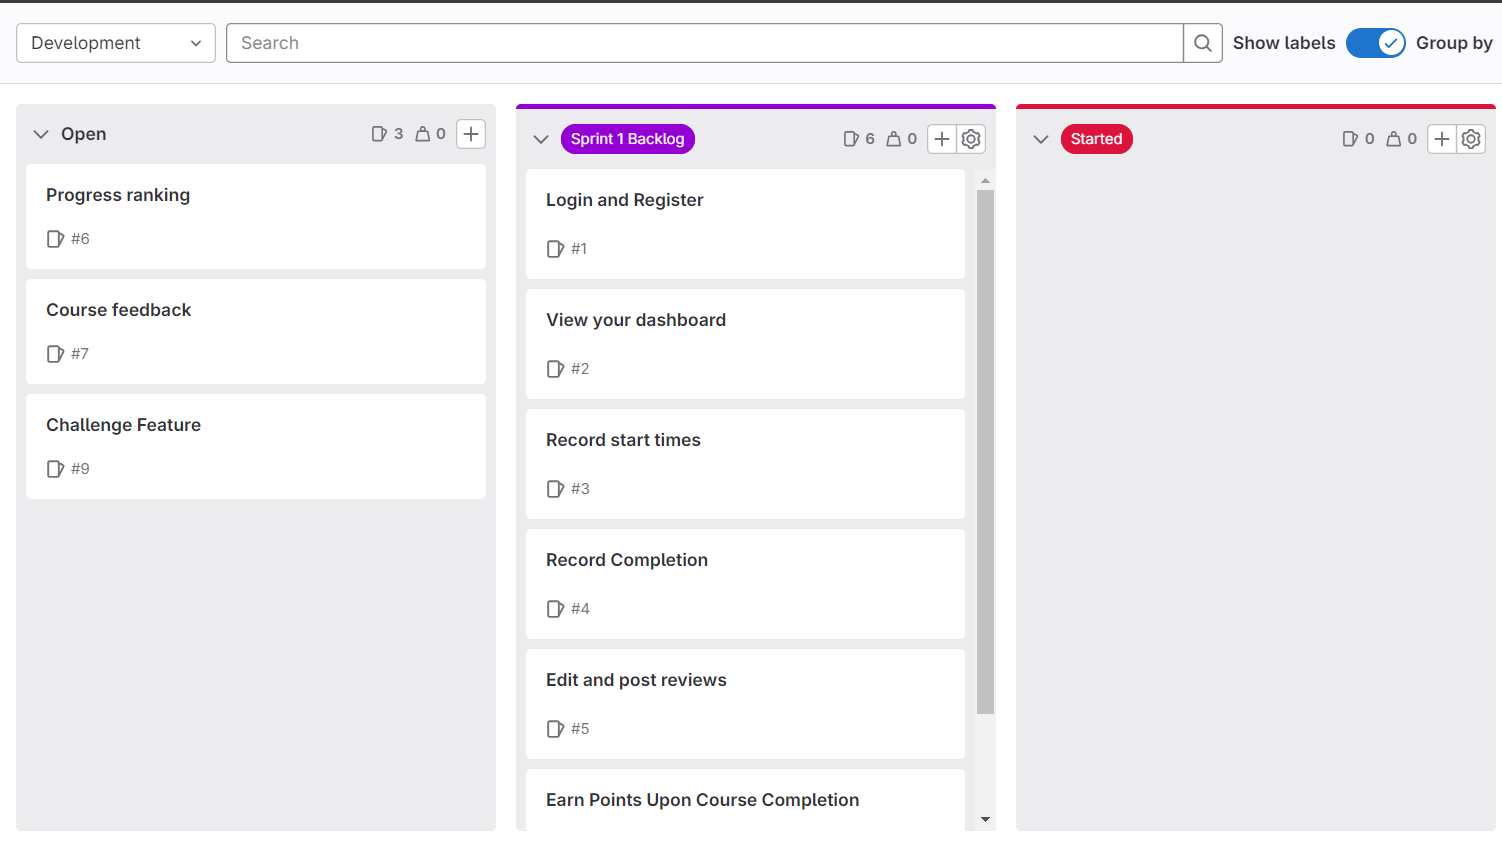 Development
Search
Show labels
Group by
Open
3
0
Progress ranking
#6
Course feedback
#7
Challenge Feature
#9
Sprint 1 Backlog
6
0
Login and Register
#1
View your dashboard
#2
Record start times
#3
Record Completion
#4
Edit and post reviews
#5
Earn Points Upon Course Completion
Started
0
0